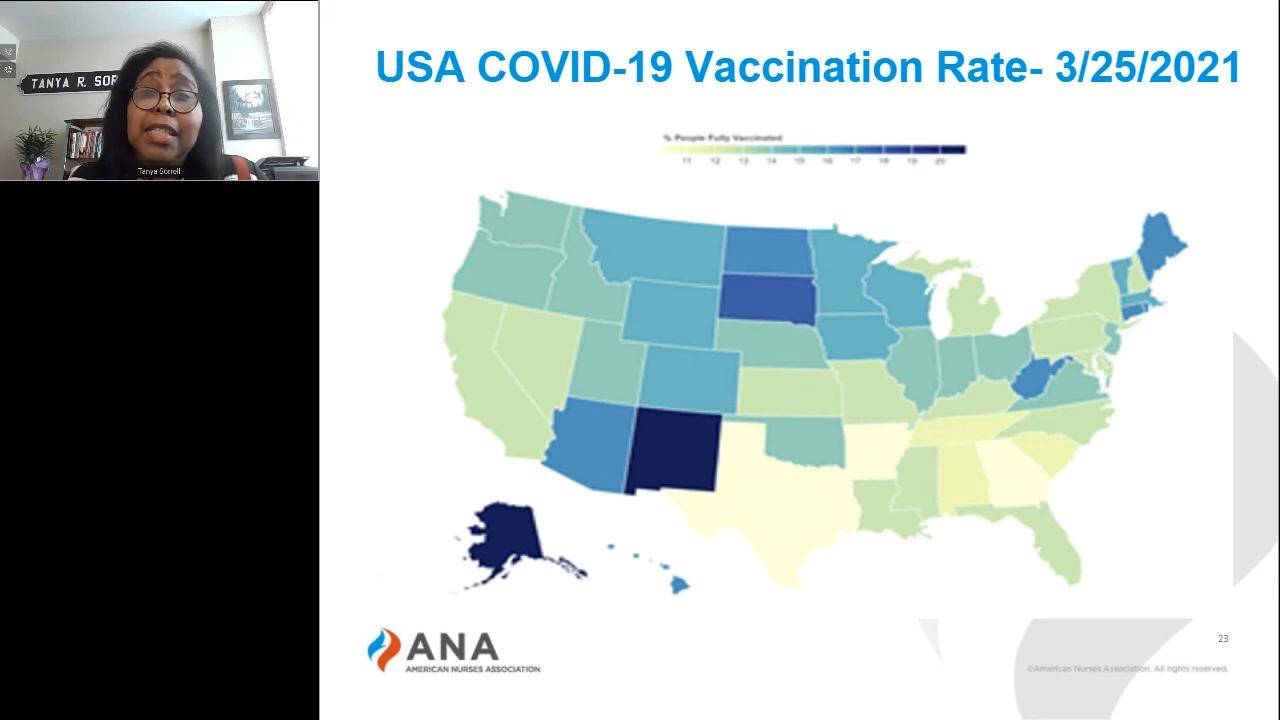 TANYA R. SOR
Tanya Sorrell
USA COVID-19 Vaccination Rate- 3/25/2021
% People Fully Vaccinated
11 12 13 14 15 16 17 18 19 20
ANA
AMERICAN NURSES ASSOCIATION
23
©American Nurses Association. All rights reserved.